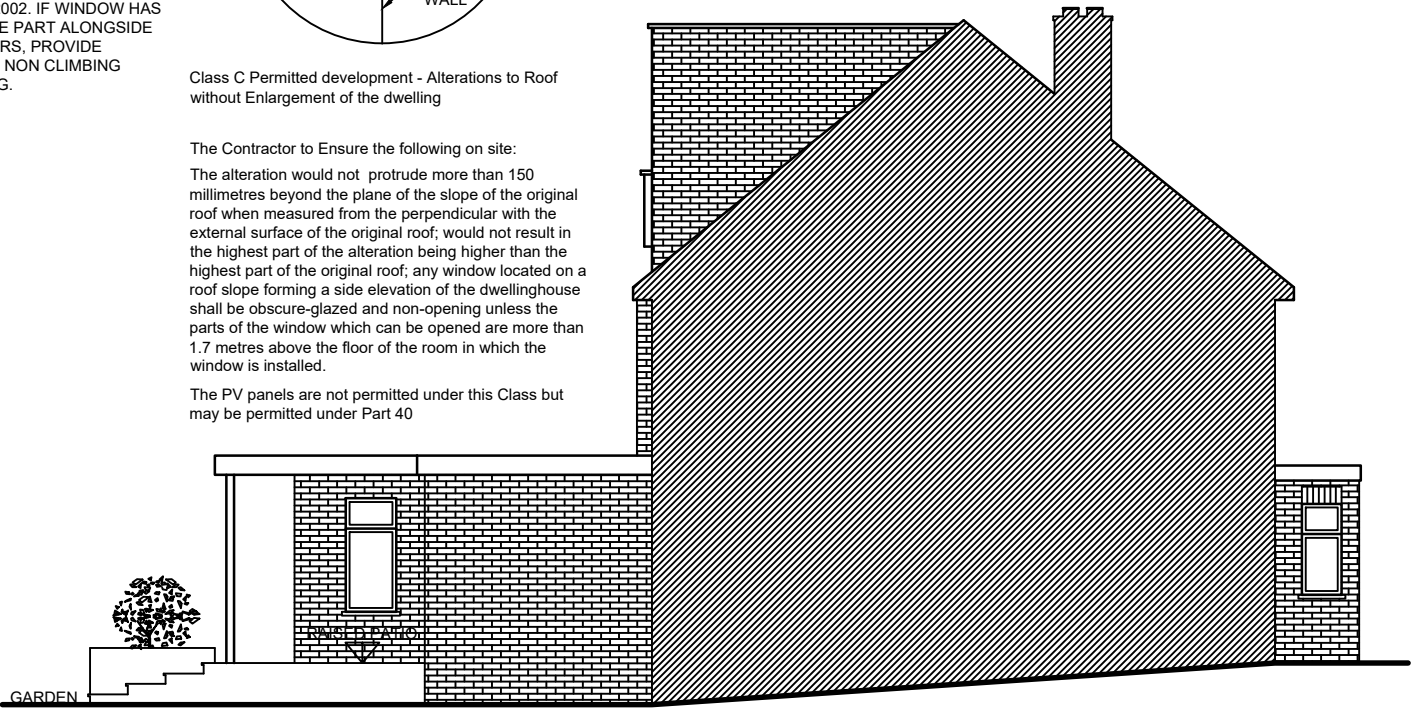 2002. IF WINDOW HAS
E PART ALONGSIDE
RS, PROVIDE
NON CLIMBING
G.
WALL
Class C Permitted development - Alterations to Roof
without Enlargement of the dwelling
The Contractor to Ensure the following on site:
The alteration would not protrude more than 150
millimetres beyond the plane of the slope of the original
roof when measured from the perpendicular with the
external surface of the original roof; would not result in
the highest part of the alteration being higher than the
highest part of the original roof; any window located on a
roof slope forming a side elevation of the dwellinghouse
shall be obscure-glazed and non-opening unless the
parts of the window which can be opened are more than
1.7 metres above the floor of the room in which the
window is installed.
The PV panels are not permitted under this Class but
may be permitted under Part 40
RAISED PATIO
GARDEN